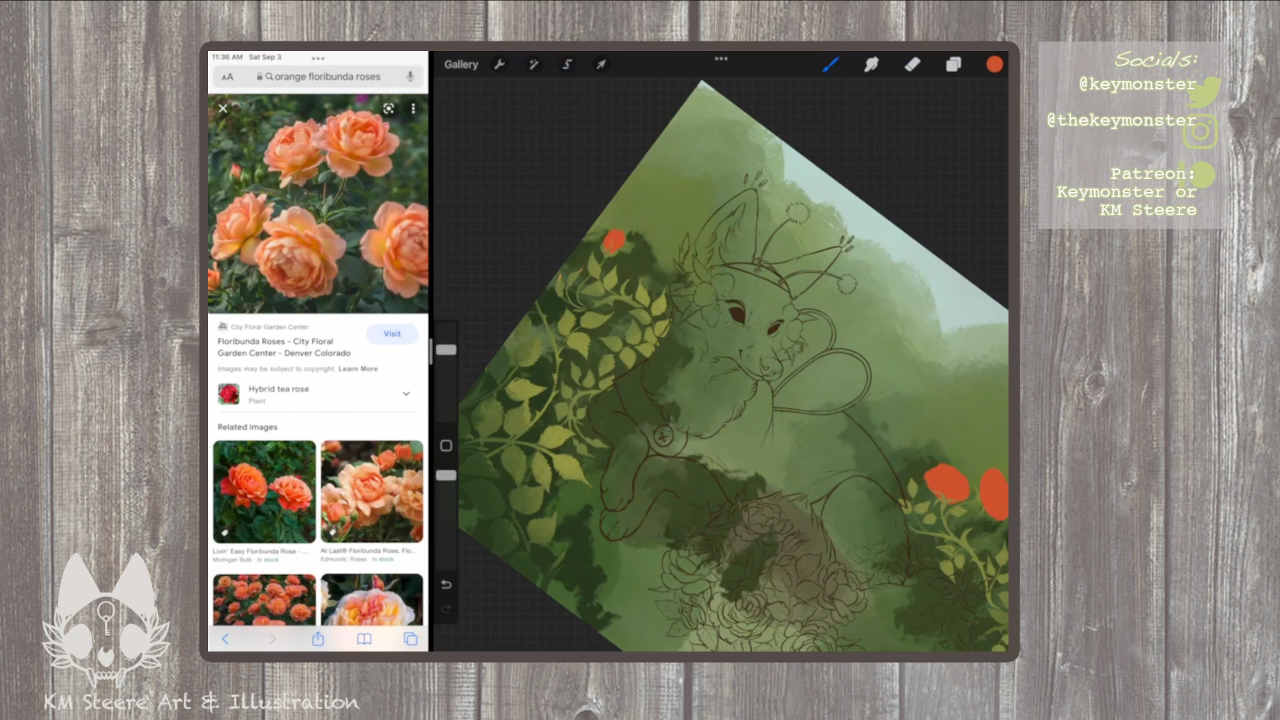 11:36 AM Sat Sep 3
AA
orange floribunda roses
City Floral Garden Center
Visit
Floribunda Roses - City Floral
Garden Center - Denver Colorado
Images may be subject to copyright. Learn More
Hybrid tea rose
Plant
Related images
Livin' Easy Floribunda Rose - ...
Michigan Bulb · In stock
At Last® Floribunda Rose, Flo...
Edmunds' Roses · In stock
Gallery
Socials:
@keymonster
@thekeymonster
Patreon:
Keymonster or
KM Steere
KM Steere Art & Illustration